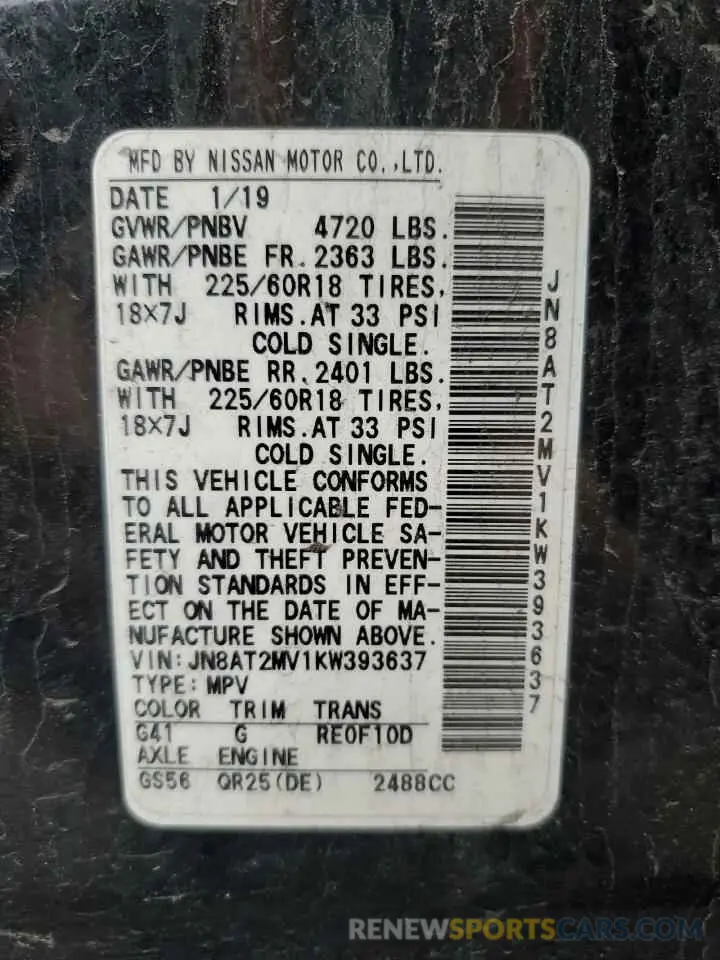 MFD BY NISSAN MOTOR CO.,LTD.
DATE 1/19
GVWR/PNBV 4720 LBS.
GAWR/PNBE FR. 2363 LBS.
WITH 225/60R18 TIRES,
18X7J RIMS.AT 33 PSI
COLD SINGLE.
GAWR/PNBE RR. 2401 LBS.
WITH 225/60R18 TIRES,
18X7J RIMS.AT 33 PSI
COLD SINGLE.
THIS VEHICLE CONFORMS
TO ALL APPLICABLE FED-
ERAL MOTOR VEHICLE SA-
FETY AND THEFT PREVEN-
TION STANDARDS IN EFF-
ECT ON THE DATE OF MA-
NUFACTURE SHOWN ABOVE.
VIN: JN8AT2MV1KW393637
TYPE: MPV
COLOR TRIM TRANS
G41 G RE0F10D
AXLE ENGINE
GS56 QR25(DE) 2488CC
JN8AT2MV1KW393637
RENEWSPORTSCARS.COM